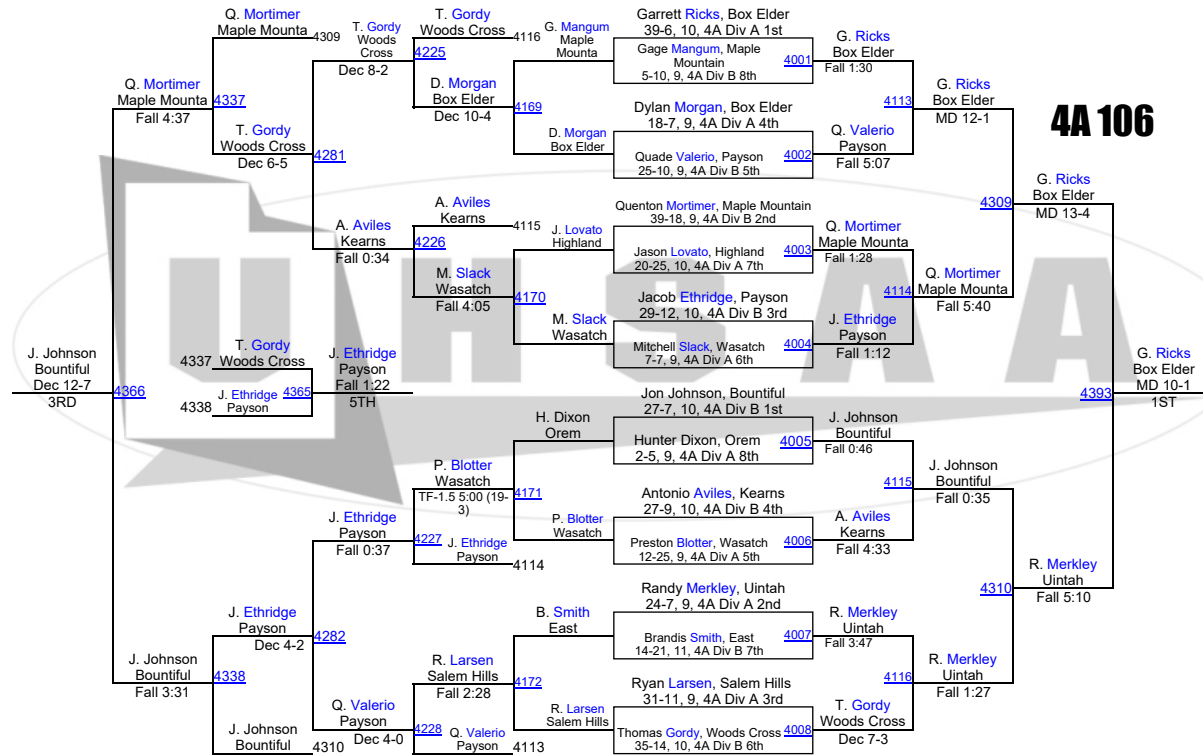 4A 106
Q. Mortimer
Maple Mounta
4309
T. Gordy
Woods
Cross
Dec 8-2
T. Gordy
Woods Cross
4116
4225
G. Mangum
Maple
Mounta
Garrett Ricks, Box Elder
39-6, 10, 4A Div A 1st
Gage Mangum, Maple
Mountain
5-10, 9, 4A Div B 8th
4001
G. Ricks
Box Elder
Fall 1:30
Q. Mortimer
Maple Mounta
Fall 4:37
4337
D. Morgan
Box Elder
Dec 10-4
4169
Dylan Morgan, Box Elder
18-7, 9, 4A Div A 4th
4113
G. Ricks
Box Elder
MD 12-1
T. Gordy
Woods Cross
Dec 6-5
4281
D. Morgan
Box Elder
Quade Valerio, Payson
25-10, 9, 4A Div B 5th
4002
Q. Valerio
Payson
Fall 5:07
4309
G. Ricks
Box Elder
MD 13-4
A. Aviles
Kearns
Fall 0:34
A. Aviles
Kearns
4115
4226
J. Lovato
Highland
Quenton Mortimer, Maple Mountain
39-18, 9, 4A Div B 2nd
Jason Lovato, Highland
20-25, 10, 4A Div A 7th
4003
Q. Mortimer
Maple Mounta
Fall 1:28
M. Slack
Wasatch
Fall 4:05
4170
Jacob Ethridge, Payson
29-12, 10, 4A Div B 3rd
4114
Q. Mortimer
Maple Mounta
Fall 5:40
M. Slack
Wasatch
Mitchell Slack, Wasatch
7-7, 9, 4A Div A 6th
4004
J. Ethridge
Payson
Fall 1:12
UHSAA
J. Johnson
Bountiful
Dec 12-7
3RD
4366
4337
T. Gordy
Woods Cross
4338
J. Ethridge
Payson
4365
J. Ethridge
Payson
Fall 1:22
5TH
4393
G. Ricks
Box Elder
MD 10-1
1ST
H. Dixon
Orem
Jon Johnson, Bountiful
27-7, 10, 4A Div B 1st
Hunter Dixon, Orem
2-5, 9, 4A Div A 8th
4005
J. Johnson
Bountiful
Fall 0:46
P. Blotter
Wasatch
TF-1.5 5:00 (19-
3)
4171
Antonio Aviles, Kearns
27-9, 10, 4A Div B 4th
4115
J. Johnson
Bountiful
Fall 0:35
J. Ethridge
Payson
Fall 0:37
4227
J. Ethridge
Payson
4114
P. Blotter
Wasatch
Preston Blotter, Wasatch
12-25, 9, 4A Div A 5th
4006
A. Aviles
Kearns
Fall 4:33
4310
R. Merkley
Uintah
Fall 5:10
J. Ethridge
Payson
Dec 4-2
4282
B. Smith
East
Randy Merkley, Uintah
24-7, 9, 4A Div A 2nd
Brandis Smith, East
14-21, 11, 4A Div B 7th
4007
R. Merkley
Uintah
Fall 3:47
J. Johnson
Bountiful
Fall 3:31
4338
R. Larsen
Salem Hills
Fall 2:28
4172
Ryan Larsen, Salem Hills
31-11, 9, 4A Div A 3rd
4116
R. Merkley
Uintah
Fall 1:27
J. Johnson
Bountiful
4310
Q. Valerio
Payson
Dec 4-0
4228
Q. Valerio
Payson
4113
R. Larsen
Salem Hills
Thomas Gordy, Woods Cross
35-14, 10, 4A Div B 6th
4008
T. Gordy
Woods Cross
Dec 7-3